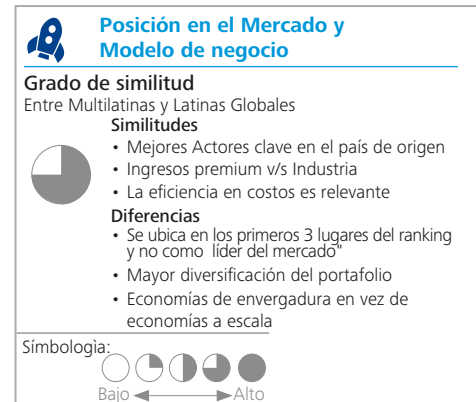 Posición en el Mercado y
Modelo de negocio
Grado de similitud
Entre Multilatinas y Latinas Globales
Similitudes
• Mejores Actores clave en el país de origen
• Ingresos premium v/s Industria
• La eficiencia en costos es relevante
Diferencias
• Se ubica en los primeros 3 lugares del ranking
y no como líder del mercado"
• Mayor diversificación del portafolio
• Economías de envergadura en vez de
economías a escala
Símbologìa:
Bajo Alto